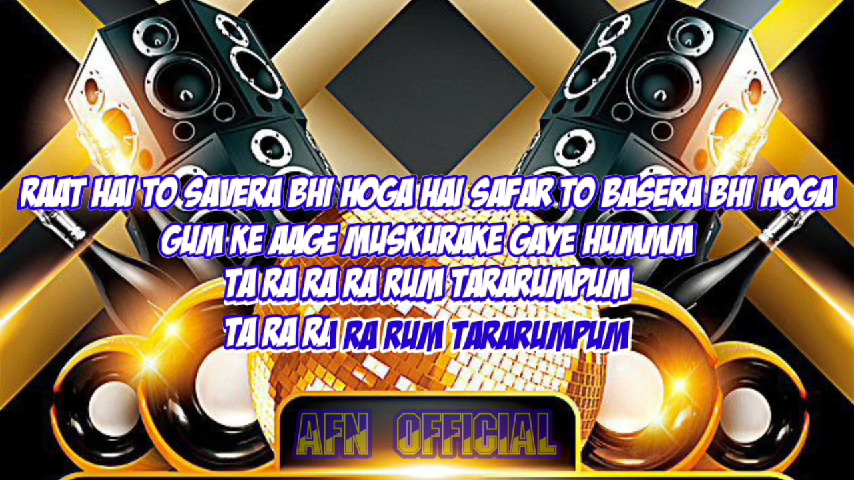 RAAT HAI TO SAVERA BHI HOGA HAI SAFAR TO BASERA BHI HOGA
GUM KE AAGE MUSKURAKE GAYE HUMMM
TA RA RA RA RUM TARARUMPUM
TA RA RA RA RUM TARARUMPUM
AFN OFFICIAL